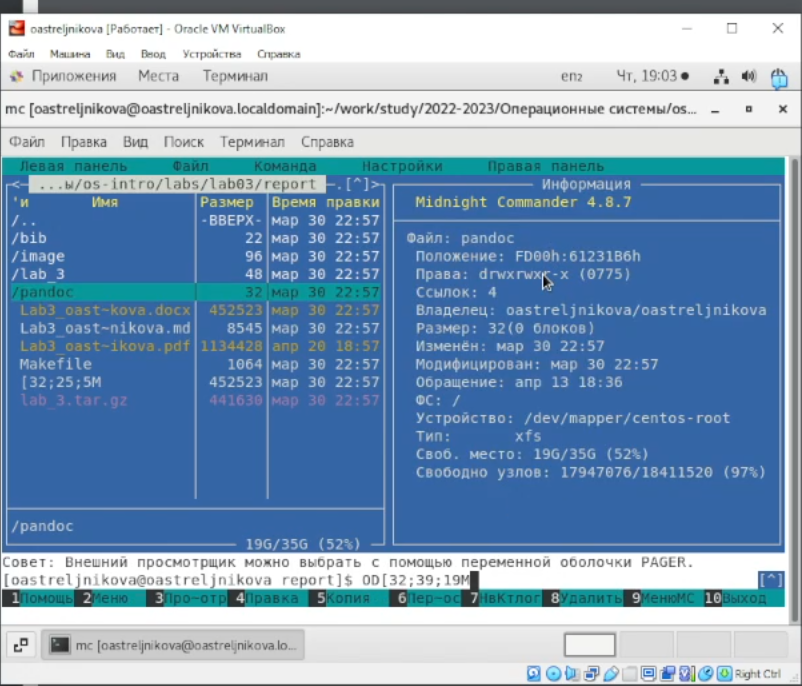 oastreljnikova [Работает] - Oracle VM VirtualBox
Файл Машина Вид Ввод Устройства Справка
Приложения Места Терминал en2 Чт, 19:03
mc [oastreljnikova@oastreljnikova.localdomain]:~/work/study/2022-2023/Операционные системы/os...
Файл Правка Вид Поиск Терминал Справка
Левая панель Файл Команда Настройки Правая панель
<- ...ы/os-intro/labs/lab03/report -.[^]>
'и Имя Размер Время правки
/.. -ВВЕРХ- мар 30 22:57
/bib 22 мар 30 22:57
/image 96 мар 30 22:57
/lab_3 48 мар 30 22:57
/pandoc 32 мар 30 22:57
Lab3_oast~kova.docx 452523 мар 30 22:57
Lab3_oast~nikova.md 8545 мар 30 22:57
Lab3_oast~ikova.pdf 1134428 апр 20 18:57
Makefile 1064 мар 30 22:57
[32;25;5M 452523 мар 30 22:57
lab_3.tar.gz 441630 мар 30 22:57
/pandoc
19G/35G (52%)
Информация
Midnight Commander 4.8.7
Файл: pandoc
Положение: FD00h:61231B6h
Права: drwxrwxr-x (0775)
Ссылок: 4
Владелец: oastreljnikova/oastreljnikova
Размер: 32(0 блоков)
Изменён: мар 30 22:57
Модифицирован: мар 30 22:57
Обращение: апр 13 18:36
ФС: /
Устройство: /dev/mapper/centos-root
Тип: xfs
Своб. место: 19G/35G (52%)
Свободно узлов: 17947076/18411520 (97%)
Совет: Внешний просмотрщик можно выбрать с помощью переменной оболочки PAGER.
[oastreljnikova@oastreljnikova report]$ OD[32;39;19M [^]
1Помощь 2Меню 3Про~отр 4Правка 5Копия 6Пер~ос 7НвКтлог 8Удалить 9МенюMC 10Выход
mc [oastreljnikova@oastreljnikova.lo...
Right Ctrl